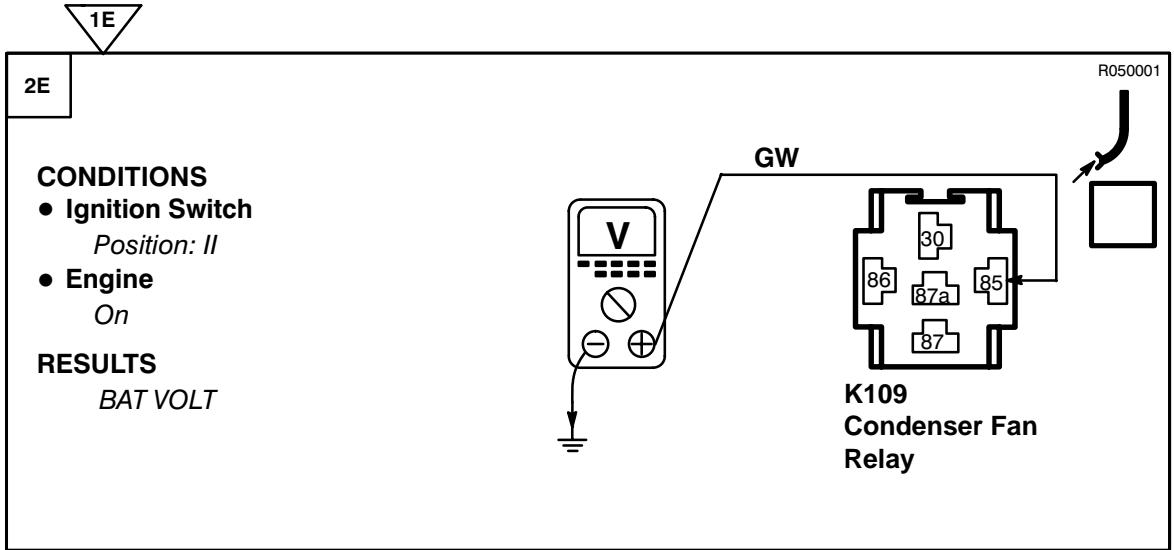 1E
2E
R050001
CONDITIONS
● Ignition Switch
Position: II
● Engine
On
RESULTS
BAT VOLT
V
GW
30
86
87a
85
87
K109
Condenser Fan
Relay